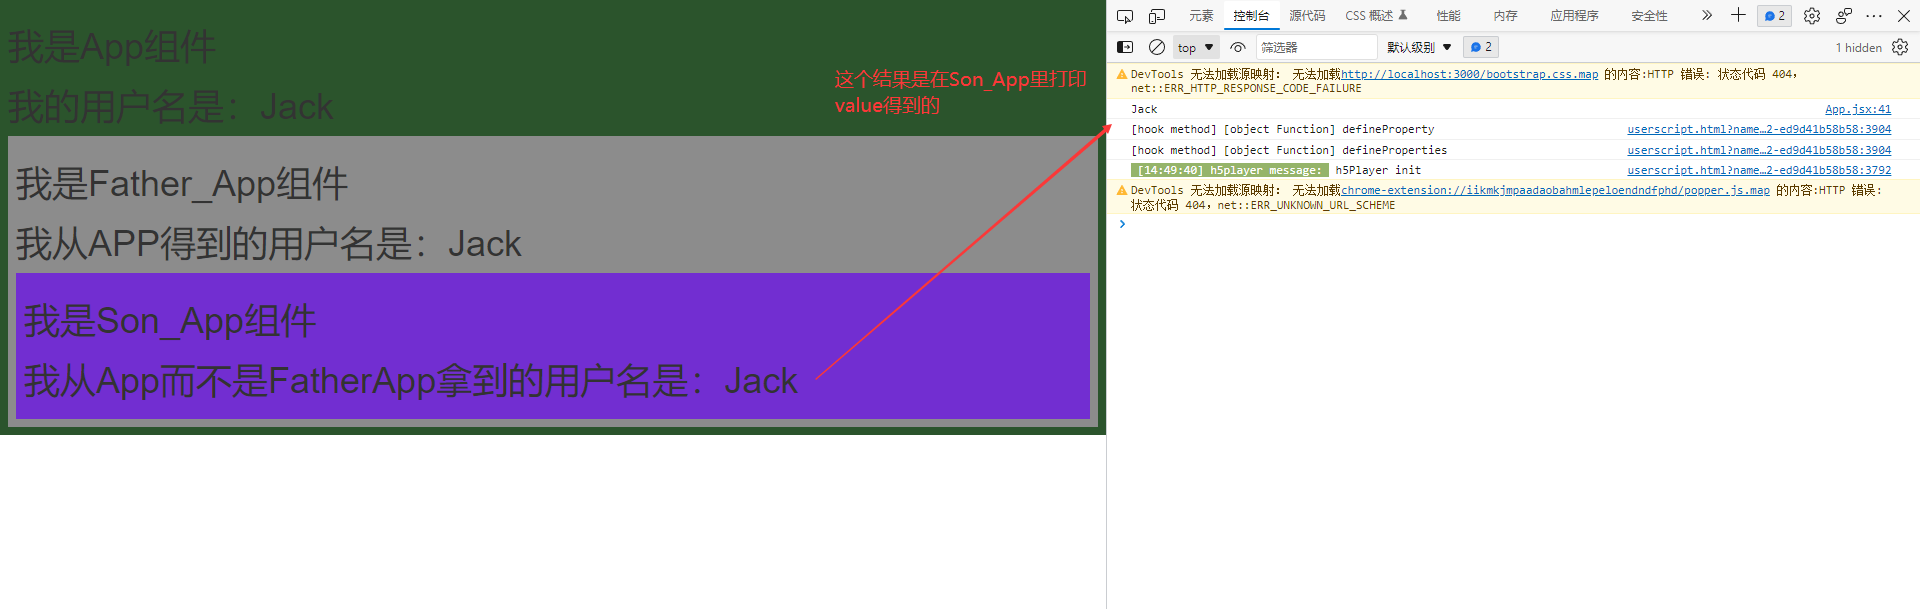 我是App组件
我的用户名是：Jack
这个结果是在Son_App里打印
value得到的
我是Father_App组件
我从APP得到的用户名是：Jack
我是Son_App组件
我从App而不是FatherApp拿到的用户名是：Jack
元素 控制台 源代码 CSS 概述 性能 内存 应用程序 安全性 2
top 筛选器 默认级别 2 1 hidden
DevTools 无法加载源映射： 无法加载http://localhost:3000/bootstrap.css.map 的内容:HTTP 错误: 状态代码 404,
net::ERR_HTTP_RESPONSE_CODE_FAILURE
Jack App.jsx:41
[hook method] [object Function] defineProperty userscript.html?name…2-ed9d41b58b58:3904
[hook method] [object Function] defineProperties userscript.html?name…2-ed9d41b58b58:3904
[14:49:40] h5player message: h5Player init userscript.html?name…2-ed9d41b58b58:3792
DevTools 无法加载源映射： 无法加载chrome-extension://iikmkjmpaadaobahmlepeloendndfphd/popper.js.map 的内容:HTTP 错误:
状态代码 404, net::ERR_UNKNOWN_URL_SCHEME